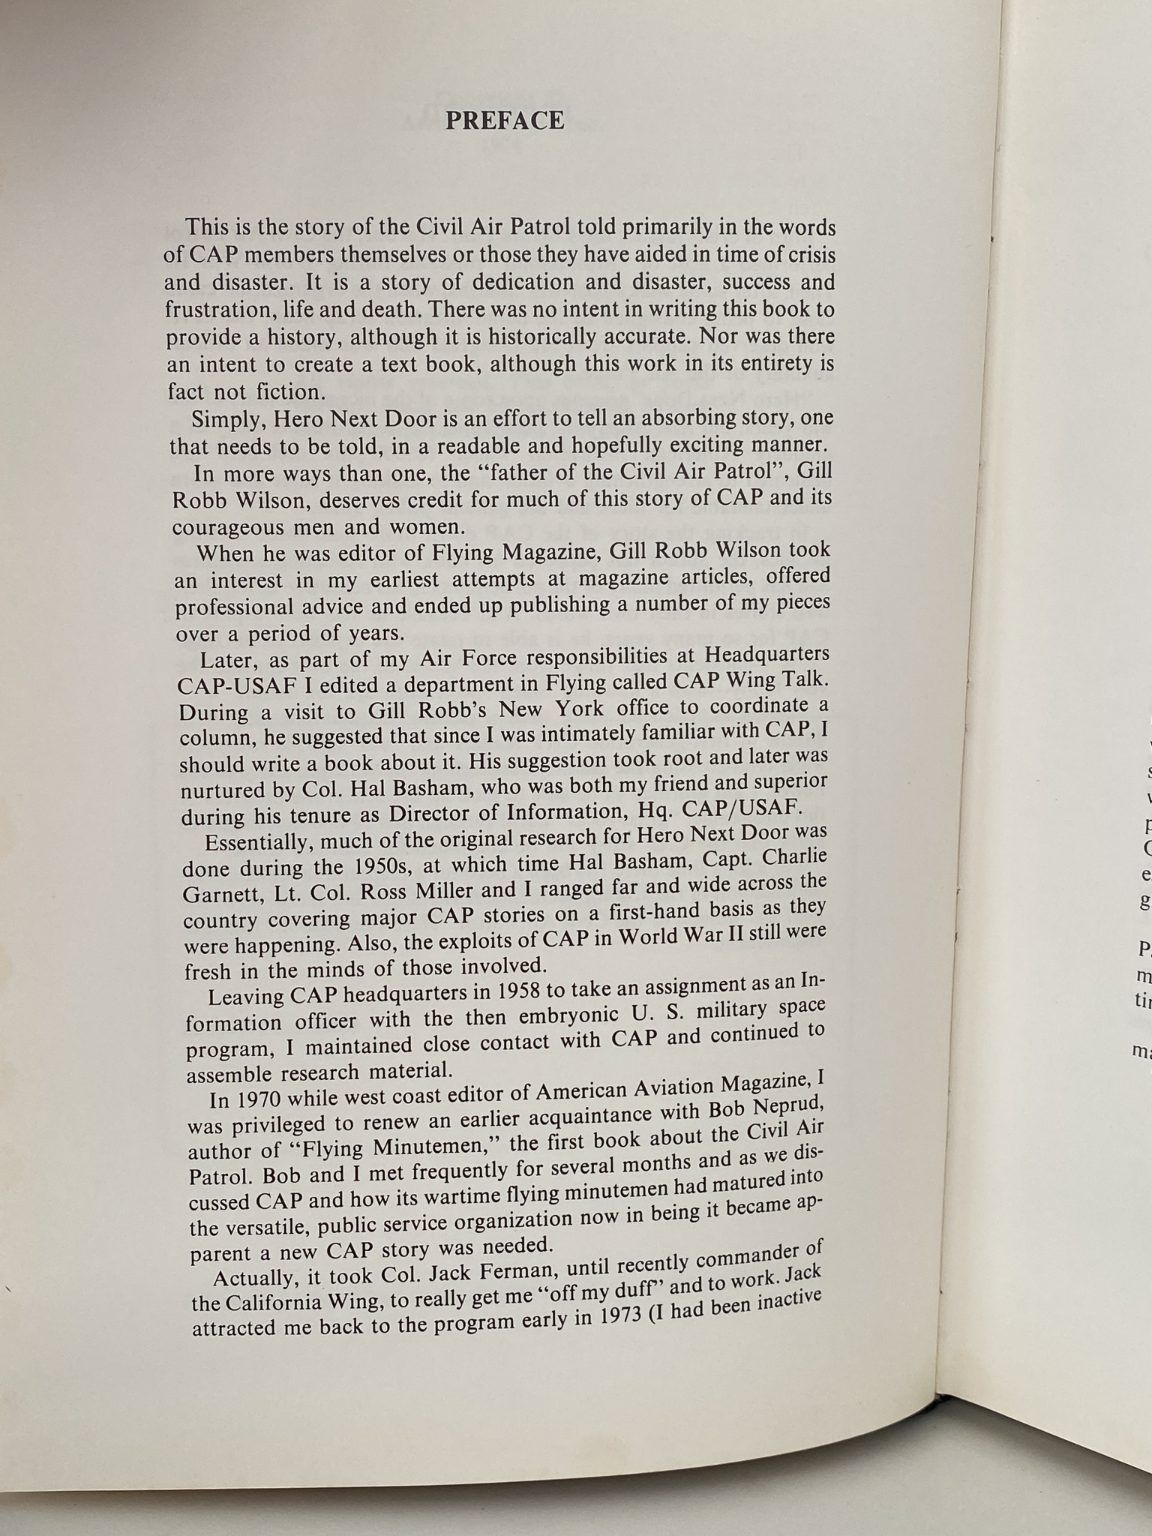 PREFACE
This is the story of the Civil Air Patrol told primarily in the words
of CAP members themselves or those they have aided in time of crisis
and disaster. It is a story of dedication and disaster, success and
frustration, life and death. There was no intent in writing this book to
provide a history, although it is historically accurate. Nor was there
an intent to create a text book, although this work in its entirety is
fact not fiction.
Simply, Hero Next Door is an effort to tell an absorbing story, one
that needs to be told, in a readable and hopefully exciting manner.
In more ways than one, the “father of the Civil Air Patrol”, Gill
Robb Wilson, deserves credit for much of this story of CAP and its
courageous men and women.
When he was editor of Flying Magazine, Gill Robb Wilson took
an interest in my earliest attempts at magazine articles, offered
professional advice and ended up publishing a number of my pieces
over a period of years.
Later, as part of my Air Force responsibilities at Headquarters
CAP-USAF I edited a department in Flying called CAP Wing Talk.
During a visit to Gill Robb’s New York office to coordinate a
column, he suggested that since I was intimately familiar with CAP, I
should write a book about it. His suggestion took root and later was
nurtured by Col. Hal Basham, who was both my friend and superior
during his tenure as Director of Information, Hq. CAP/USAF.
Essentially, much of the original research for Hero Next Door was
done during the 1950s, at which time Hal Basham, Capt. Charlie
Garnett, Lt. Col. Ross Miller and I ranged far and wide across the
country covering major CAP stories on a first-hand basis as they
were happening. Also, the exploits of CAP in World War II still were
fresh in the minds of those involved.
Leaving CAP headquarters in 1958 to take an assignment as an In-
formation officer with the then embryonic U. S. military space
program, I maintained close contact with CAP and continued to
assemble research material.
In 1970 while west coast editor of American Aviation Magazine, I
was privileged to renew an earlier acquaintance with Bob Neprud,
author of “Flying Minutemen,” the first book about the Civil Air
Patrol. Bob and I met frequently for several months and as we dis-
cussed CAP and how its wartime flying minutemen had matured into
the versatile, public service organization now in being it became ap-
parent a new CAP story was needed.
Actually, it took Col. Jack Ferman, until recently commander of
the California Wing, to really get me “off my duff” and to work. Jack
attracted me back to the program early in 1973 (I had been inactive